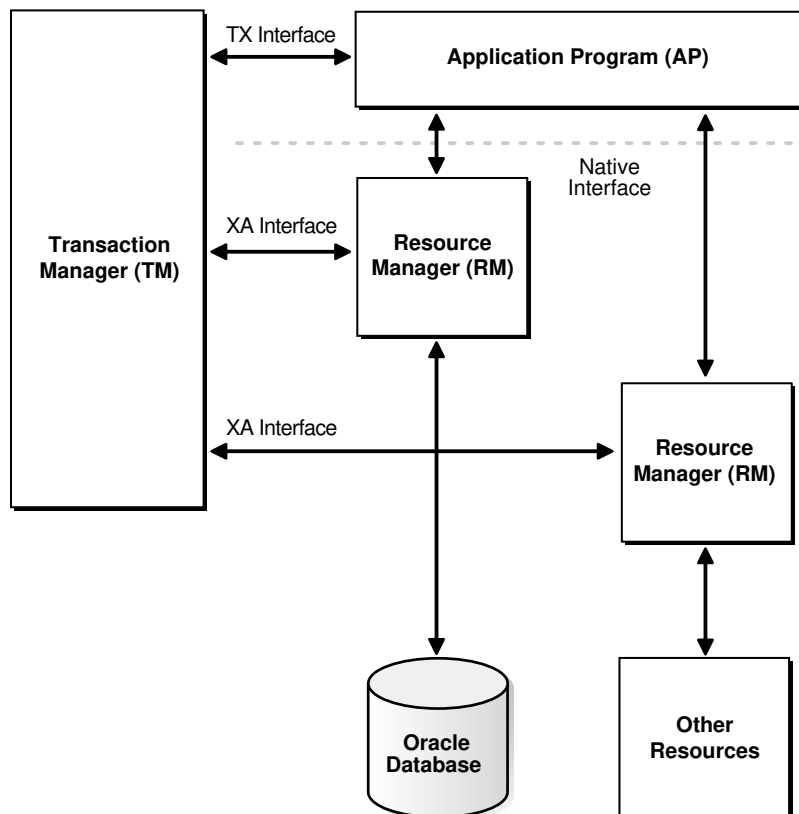 TX Interface
Application Program (AP)
Native
Interface
XA Interface
Transaction
Manager (TM)
Resource
Manager (RM)
XA Interface
Resource
Manager (RM)
Oracle
Database
Other
Resources